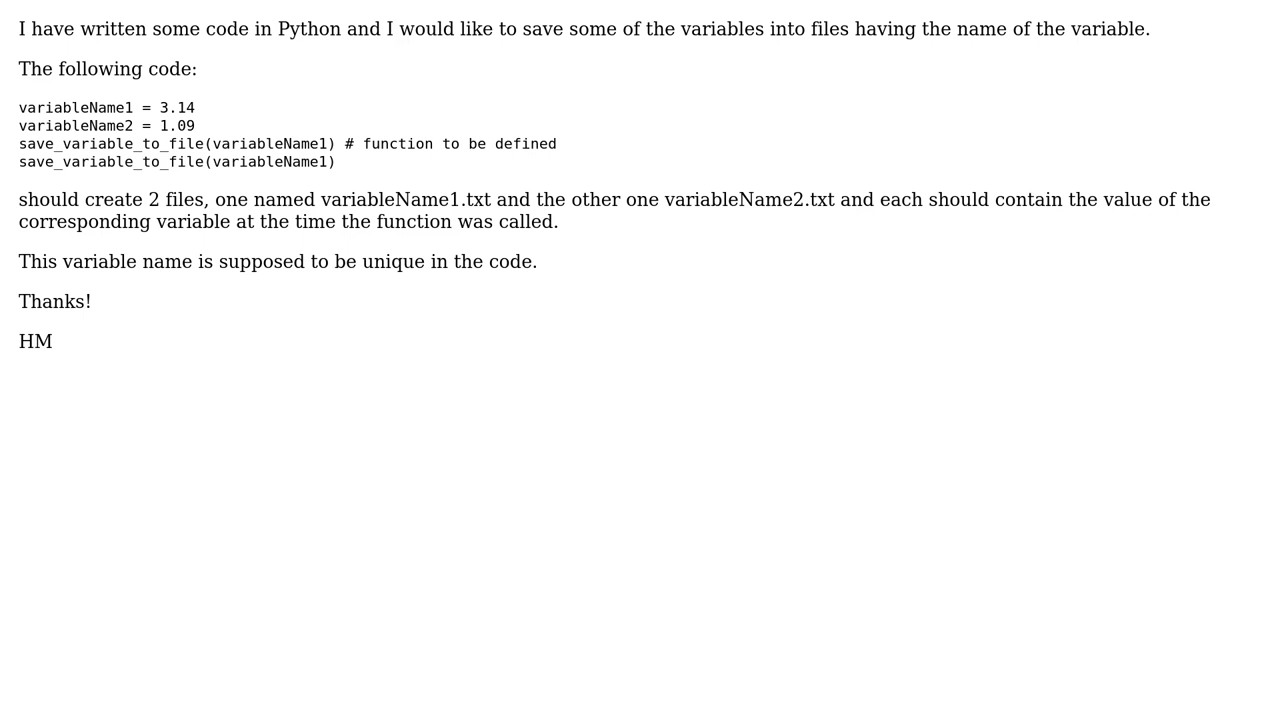 I have written some code in Python and I would like to save some of the variables into files having the name of the variable.
The following code:
variableName1 = 3.14
variableName2 = 1.09
save_variable_to_file(variableName1) # function to be defined
save_variable_to_file(variableName1)
should create 2 files, one named variableName1.txt and the other one variableName2.txt and each should contain the value of the
corresponding variable at the time the function was called.
This variable name is supposed to be unique in the code.
Thanks!
HM